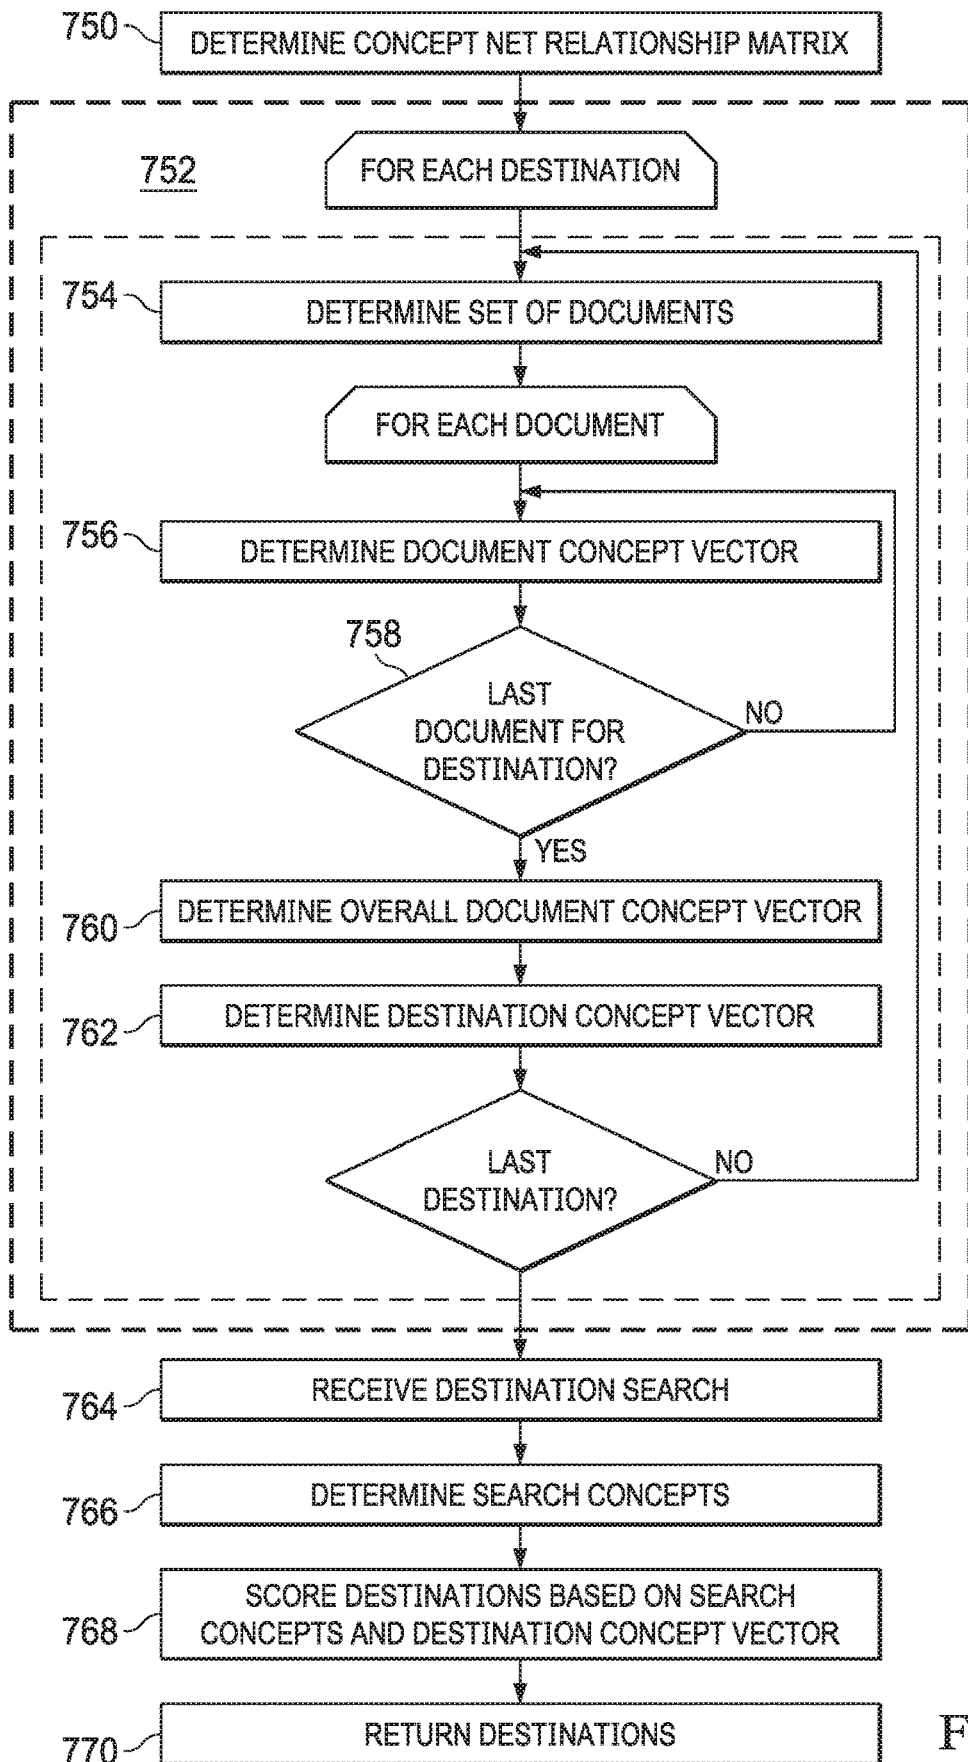 750
DETERMINE CONCEPT NET RELATIONSHIP MATRIX
752
FOR EACH DESTINATION
754
DETERMINE SET OF DOCUMENTS
FOR EACH DOCUMENT
756
DETERMINE DOCUMENT CONCEPT VECTOR
758
LAST
DOCUMENT FOR
DESTINATION?
NO
YES
760
DETERMINE OVERALL DOCUMENT CONCEPT VECTOR
762
DETERMINE DESTINATION CONCEPT VECTOR
LAST
DESTINATION?
NO
764
RECEIVE DESTINATION SEARCH
766
DETERMINE SEARCH CONCEPTS
768
SCORE DESTINATIONS BASED ON SEARCH
CONCEPTS AND DESTINATION CONCEPT VECTOR
770
RETURN DESTINATIONS
F